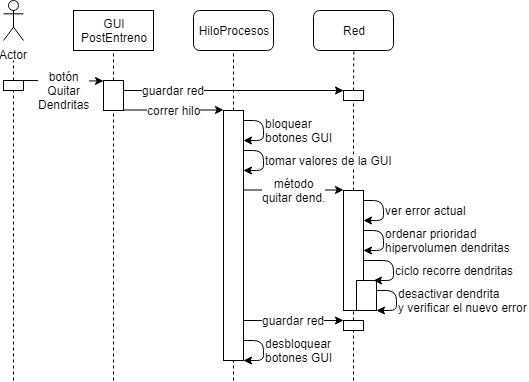 GUI
PostEntreno
HiloProcesos
Red
Actor
botón
Quitar
Dendritas
guardar red
correr hilo
bloquear
botones GUI
tomar valores de la GUI
método
quitar dend.
ver error actual
ordenar prioridad
hipervolumen dendritas
ciclo recorre dendritas
desactivar dendrita
y verificar el nuevo error
guardar red
desbloquear
botones GUI